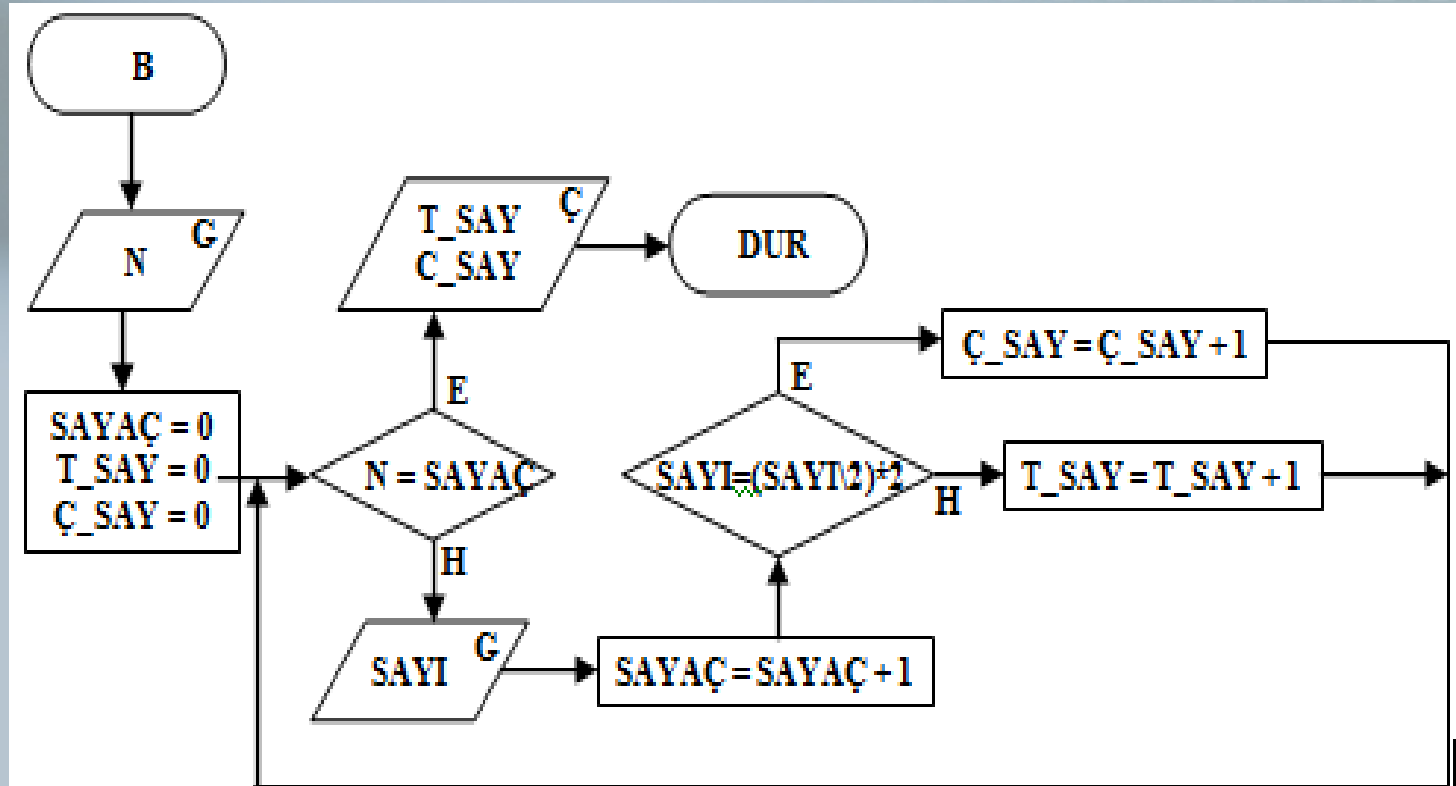 B
N
G
SAYAÇ = 0
T_SAY = 0
Ç_SAY = 0
N = SAYAÇ
E
T_SAY
Ç_SAY
Ç
DUR
H
SAYI
G
SAYAÇ = SAYAÇ + 1
SAYI=(SAYI\2)*2
E
Ç_SAY = Ç_SAY + 1
H
T_SAY = T_SAY + 1